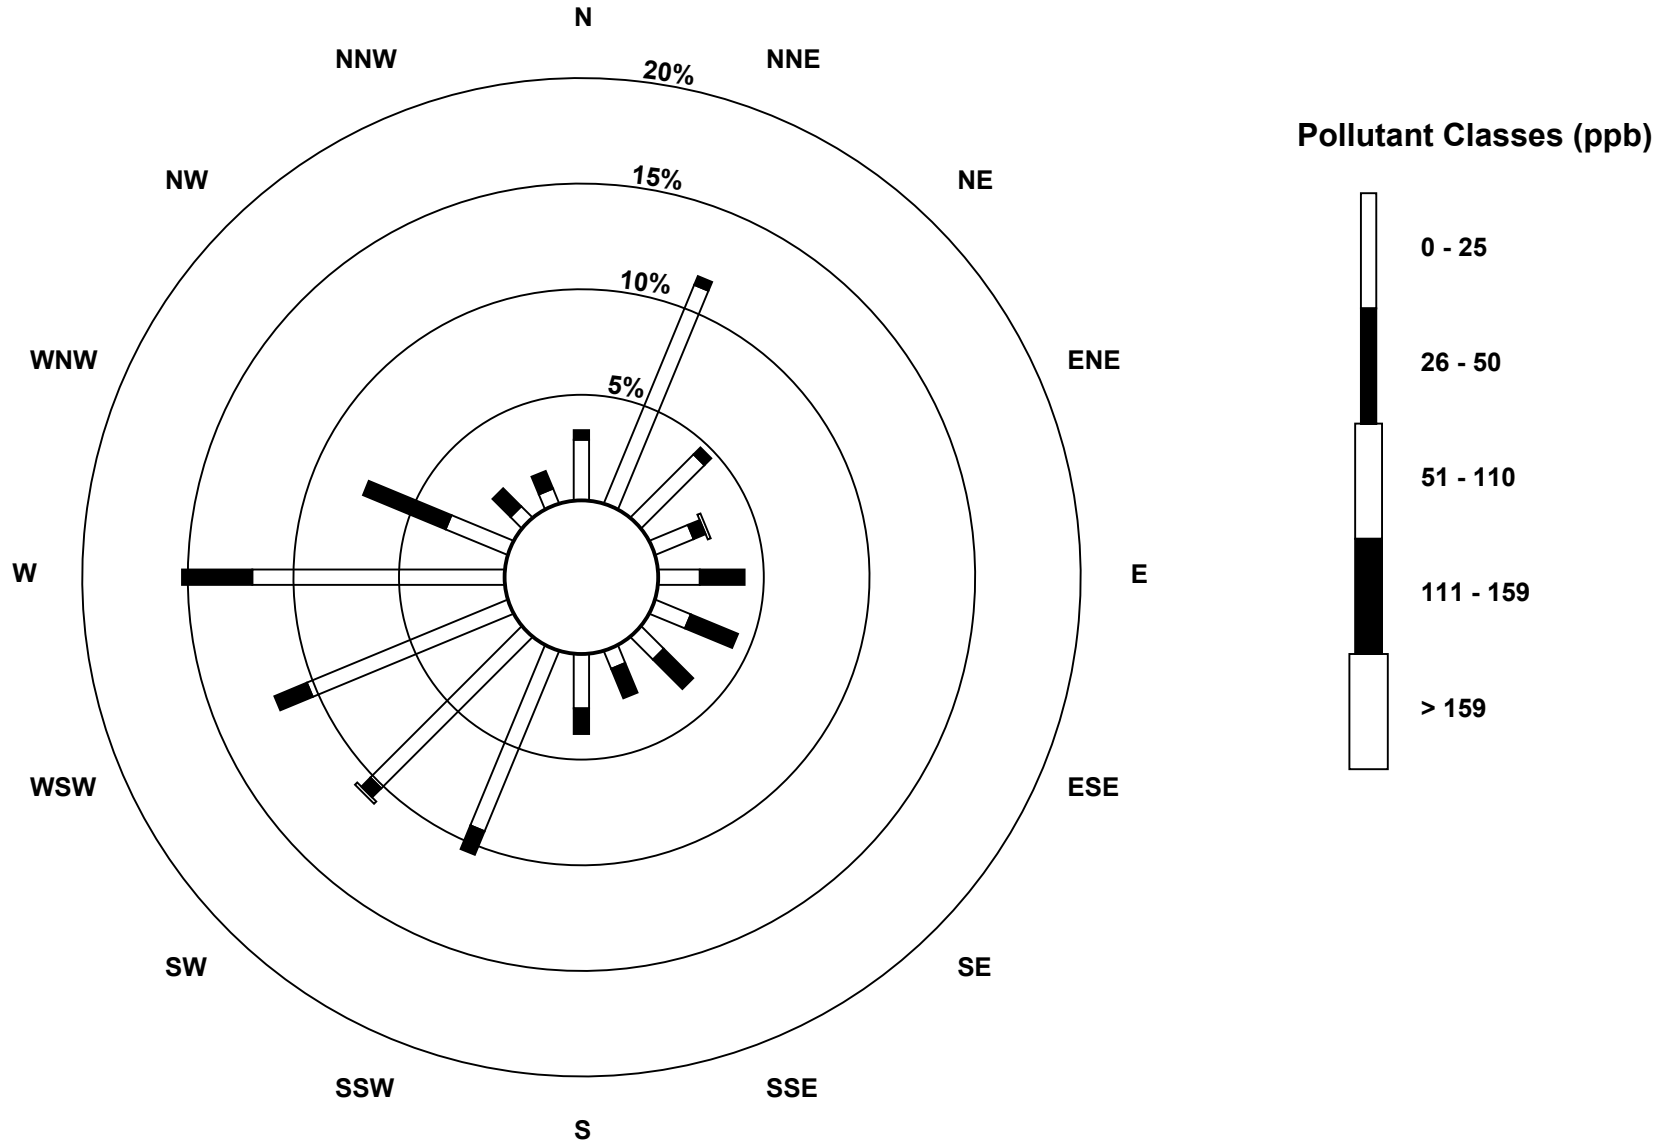 N
NNW
NNE
20%
Pollutant Classes (ppb)
NW
15%
NE
0 - 25
10%
WNW
ENE
26 - 50
5%
51 - 110
W
E
111 - 159
> 159
WSW
ESE
SW
SE
SSW
SSE
S